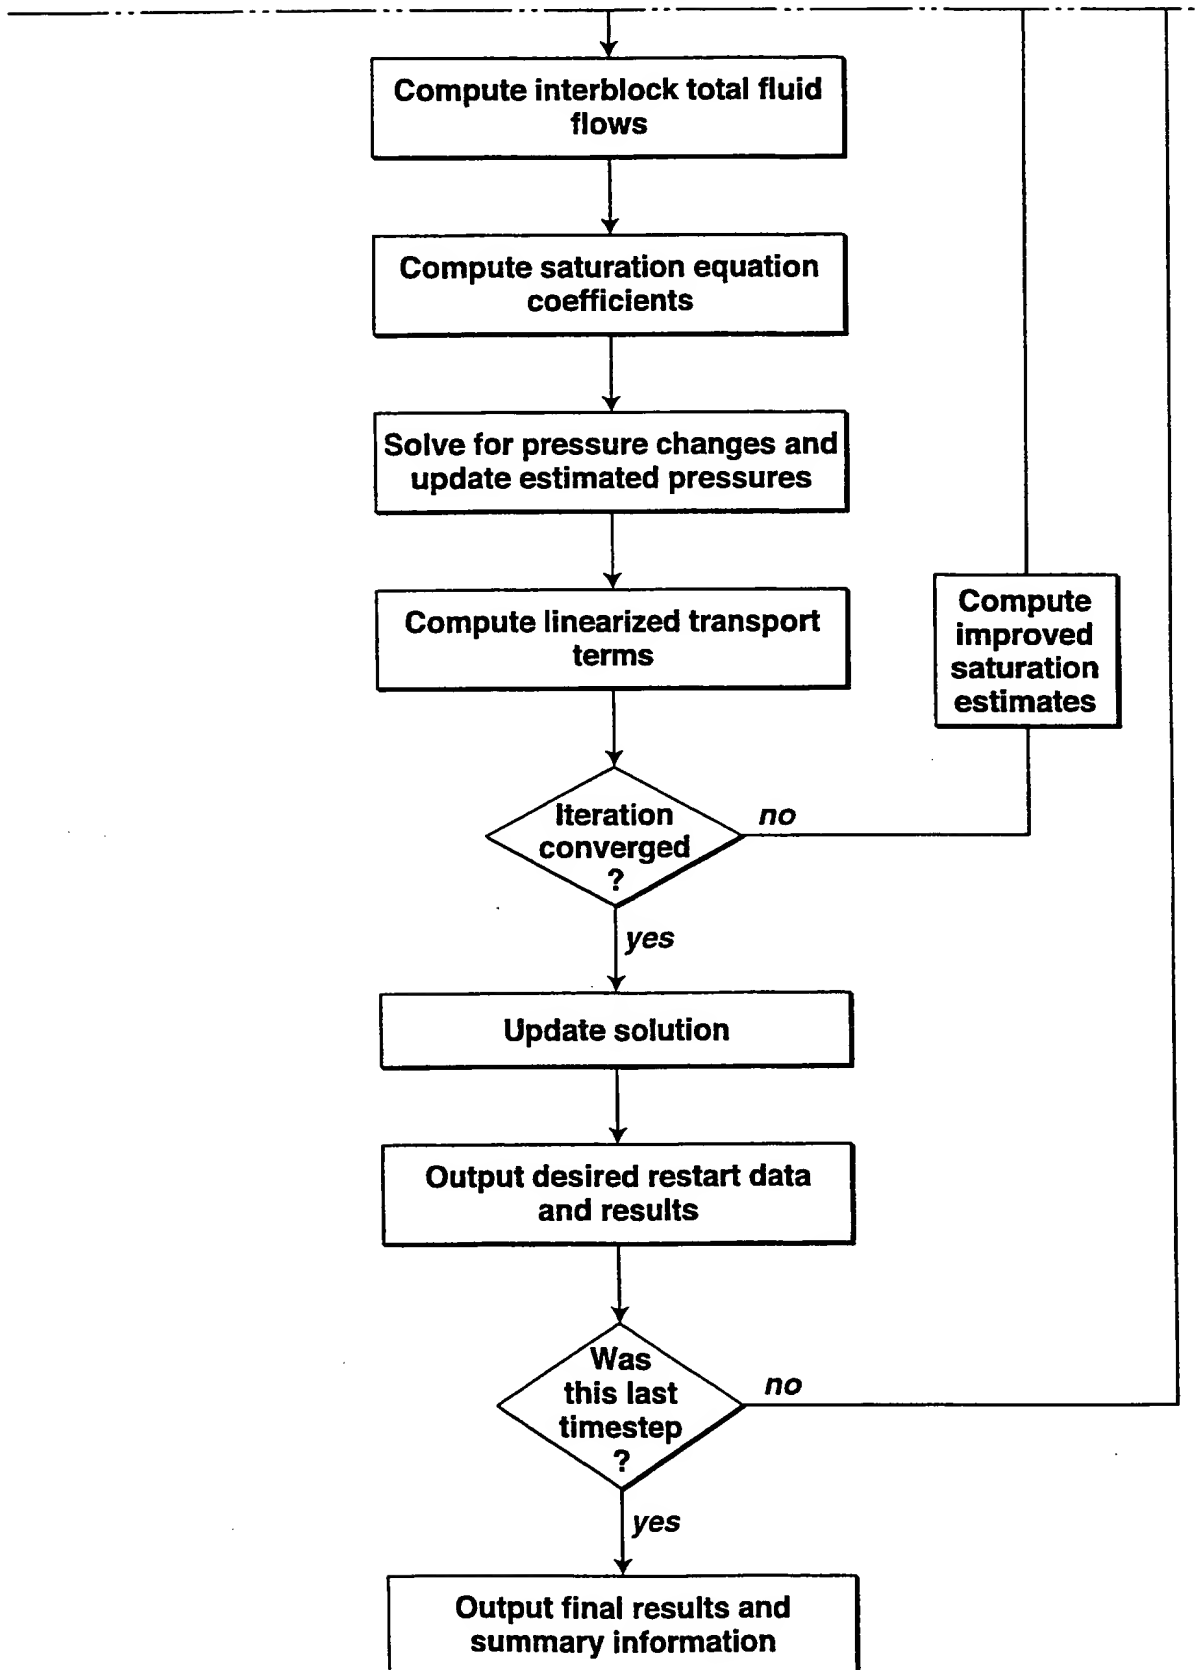 Compute interblock total fluid
flows
Compute saturation equation
coefficients
Solve for pressure changes and
update estimated pressures
Compute linearized transport
terms
Compute
improved
saturation
estimates
Iteration
converged
?
no
yes
Update solution
Output desired restart data
and results
Was
this last
timestep
?
no
yes
Output final results and
summary information